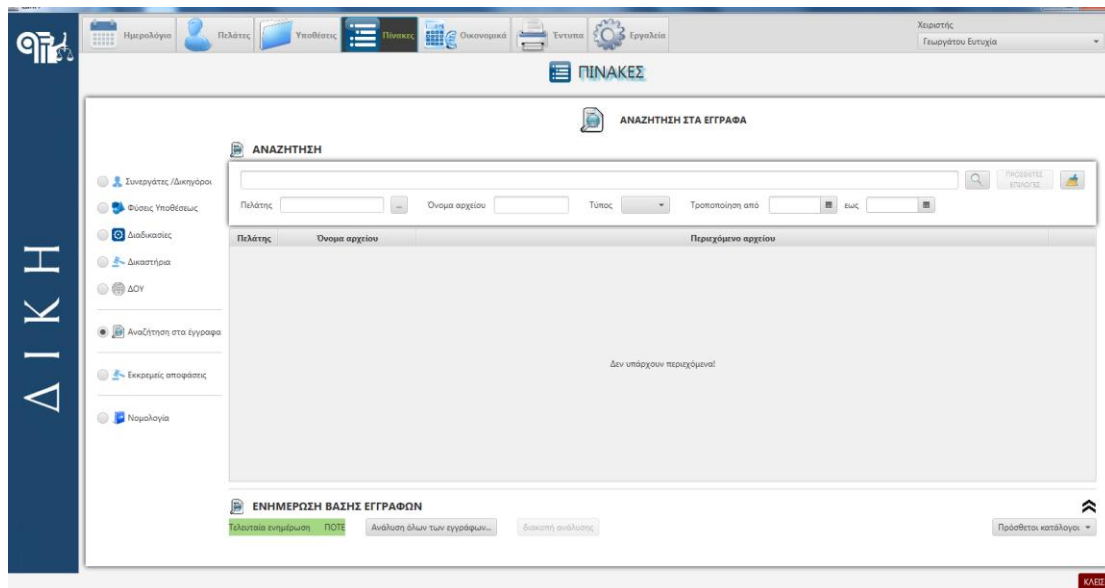 Ημερολόγιο Πελάτες Υποθέσεις Πίνακες Οικονομικά Έντυπα Εργαλεία
Χειριστής
Γεωργάτου Ευτυχία
ΠΙΝΑΚΕΣ
ΔΙΚΗ
ΑΝΑΖΗΤΗΣΗ ΣΤΑ ΕΓΓΡΑΦΑ
ΑΝΑΖΗΤΗΣΗ
Συνεργάτες /Δικηγόροι
Φύσεις Υποθέσεως
Διαδικασίες
Δικαστήρια
ΔΟΥ
Αναζήτηση στα έγγραφα
Εκκρεμείς αποφάσεις
Νομολογία
ΠΡΟΣΘΕΤΕΣ
ΕΠΙΛΟΓΕΣ
Πελάτης ... Όνομα αρχείου Τύπος Τροποποίηση από εως
Πελάτης Όνομα αρχείου Περιεχόμενο αρχείου
Δεν υπάρχουν περιεχόμενα!
ΕΝΗΜΕΡΩΣΗ ΒΑΣΗΣ ΕΓΓΡΑΦΩΝ
Τελευταία ενημέρωση ΠΟΤΕ Ανάλυση όλων των εγγράφων... διακοπή ανάλυσης Πρόσθετοι κατάλογοι